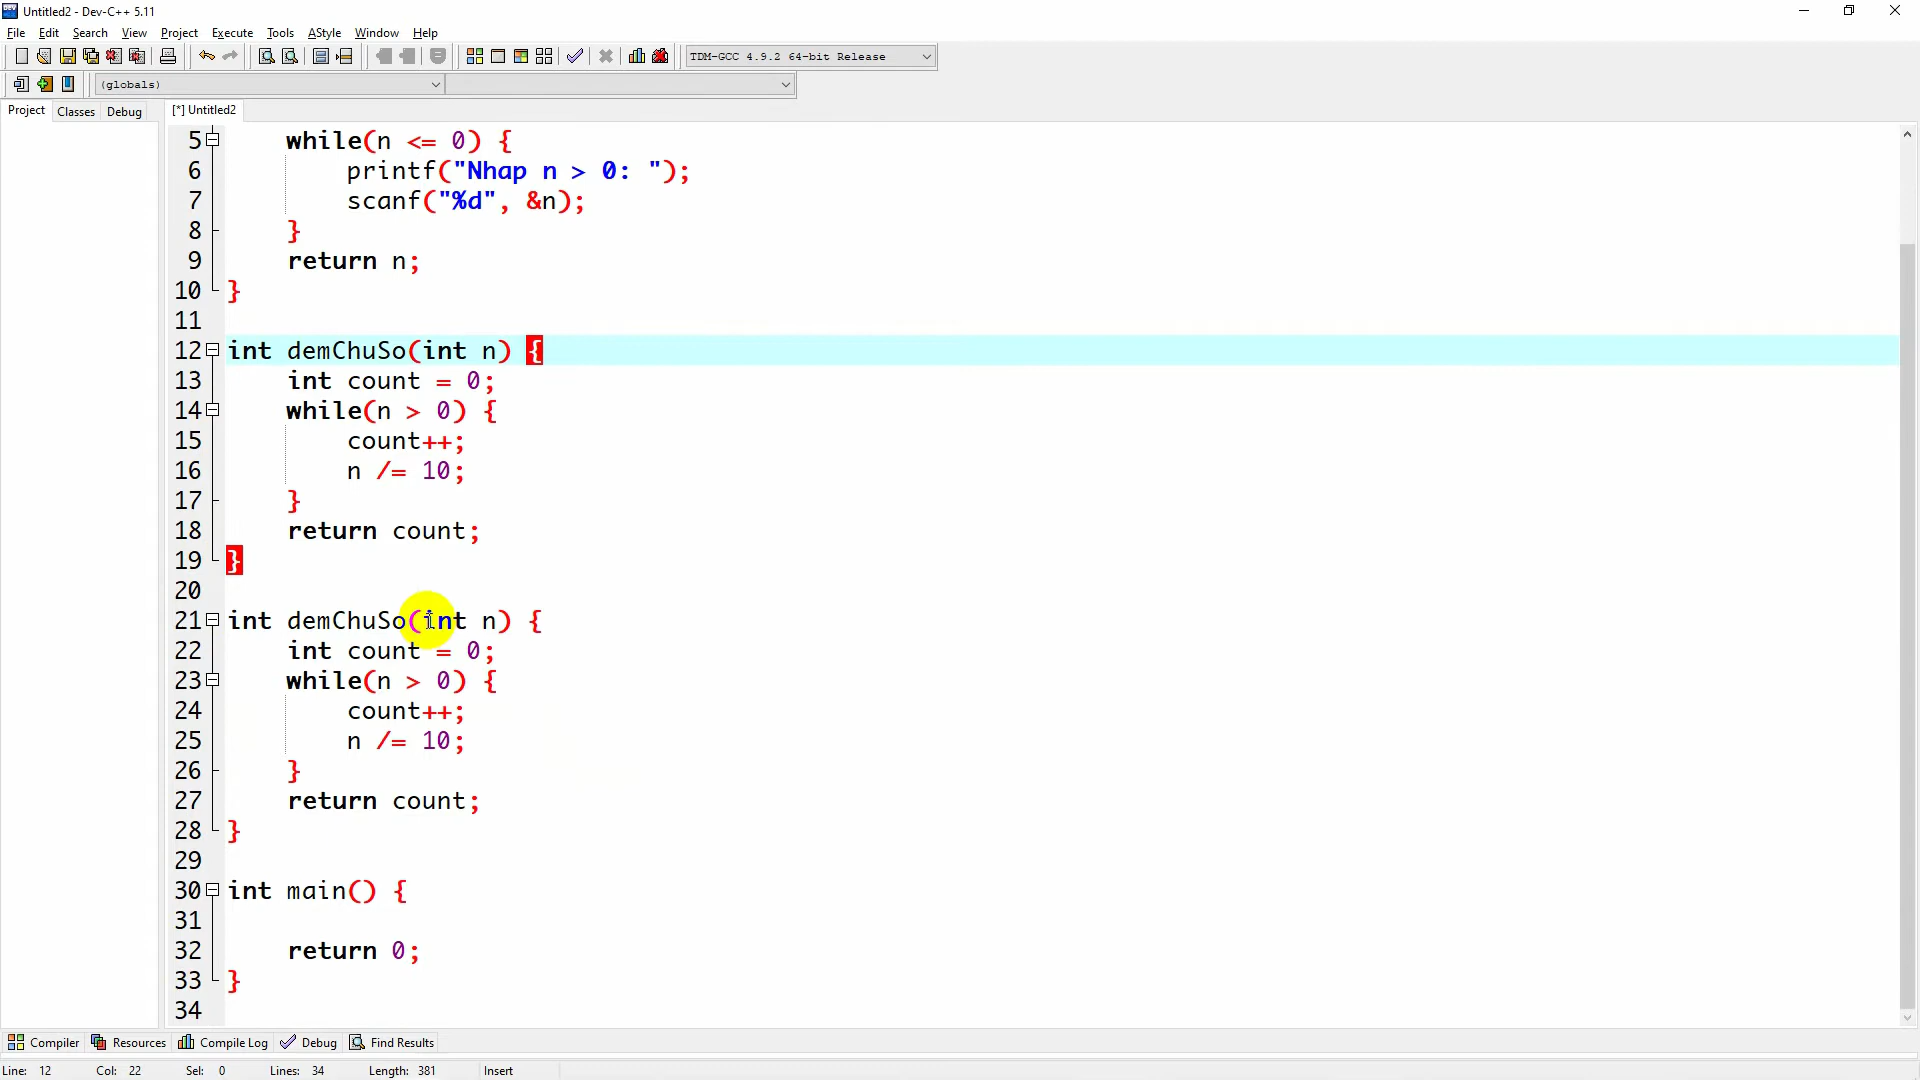 Untitled2 - Dev-C++ 5.11
File Edit Search View Project Execute Tools AStyle Window Help
TDM-GCC 4.9.2 64-bit Release
(globals)
Project Classes Debug [*] Untitled2
5 while(n <= 0) {
6 printf("Nhap n > 0: ");
7 scanf("%d", &n);
8 }
9 return n;
10 }
11
12 int demChuSo(int n) {
13 int count = 0;
14 while(n > 0) {
15 count++;
16 n /= 10;
17 }
18 return count;
19 }
20
21 int demChuSo(int n) {
22 int count = 0;
23 while(n > 0) {
24 count++;
25 n /= 10;
26 }
27 return count;
28 }
29
30 int main() {
31
32 return 0;
33 }
34
Compiler Resources Compile Log Debug Find Results
Line: 12 Col: 22 Sel: 0 Lines: 34 Length: 381 Insert